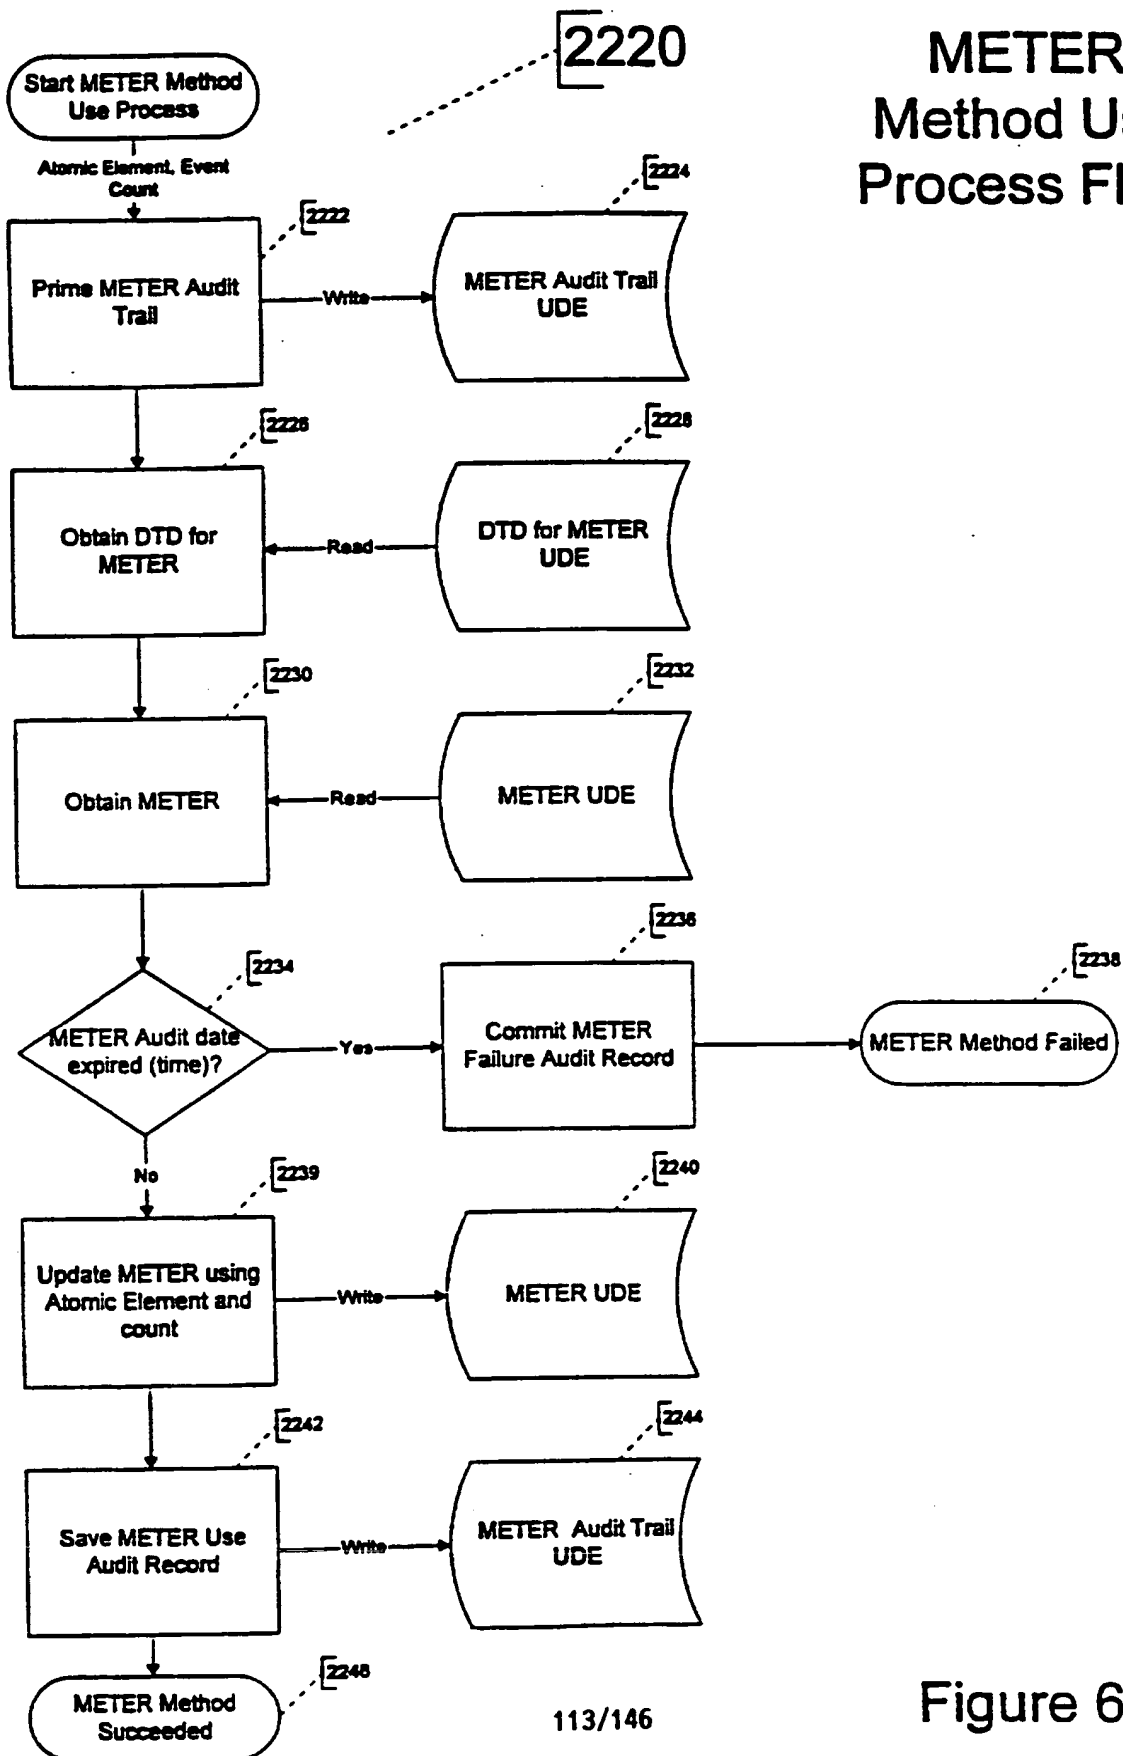 2220
METER
Method Us
Process Fl
Start METER Method
Use Process
Atomic Element, Event
Count
2222
Prime METER Audit
Trail
Write
2224
METER Audit Trail
UDE
2226
Obtain DTD for
METER
Read
2228
DTD for METER
UDE
2230
Obtain METER
Read
2232
METER UDE
2234
METER Audit date
expired (time)?
Yes
2236
Commit METER
Failure Audit Record
2238
METER Method Failed
No
2239
Update METER using
Atomic Element and
count
Write
2240
METER UDE
2242
Save METER Use
Audit Record
Write
2244
METER Audit Trail
UDE
2246
METER Method
Succeeded
113/146
Figure 6